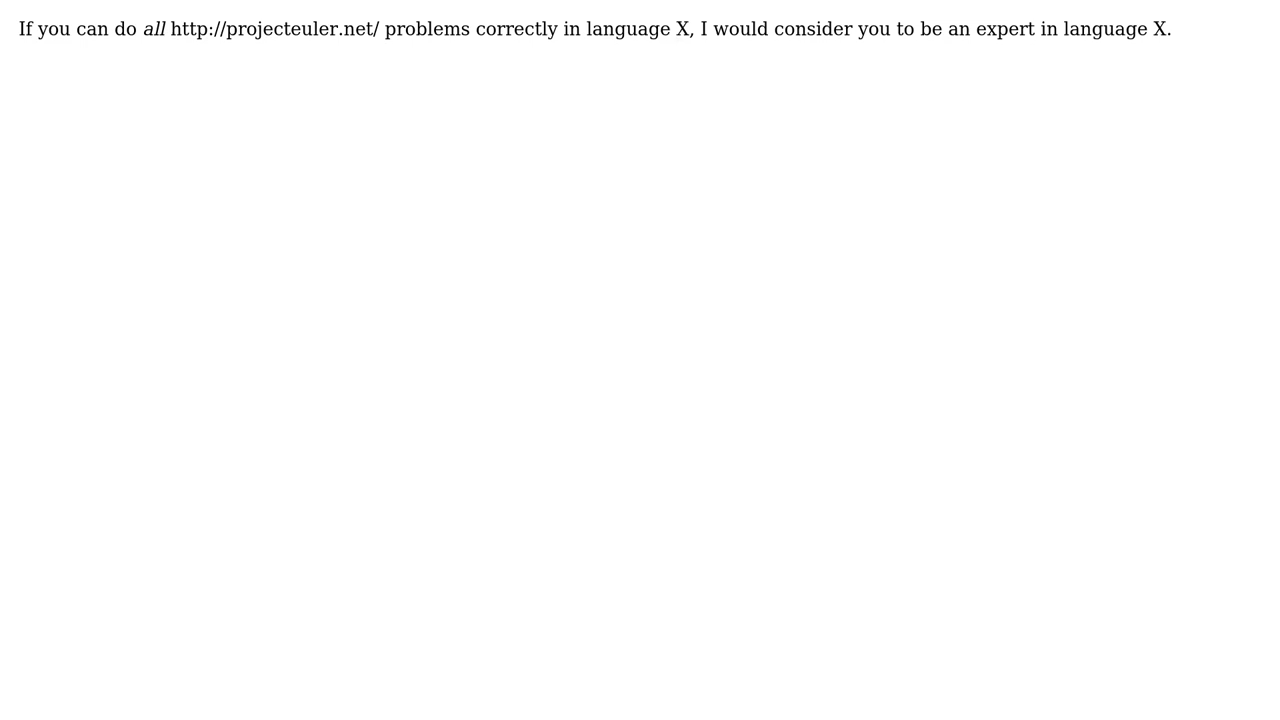 If you can do all http://projecteuler.net/ problems correctly in language X, I would consider you to be an expert in language X.